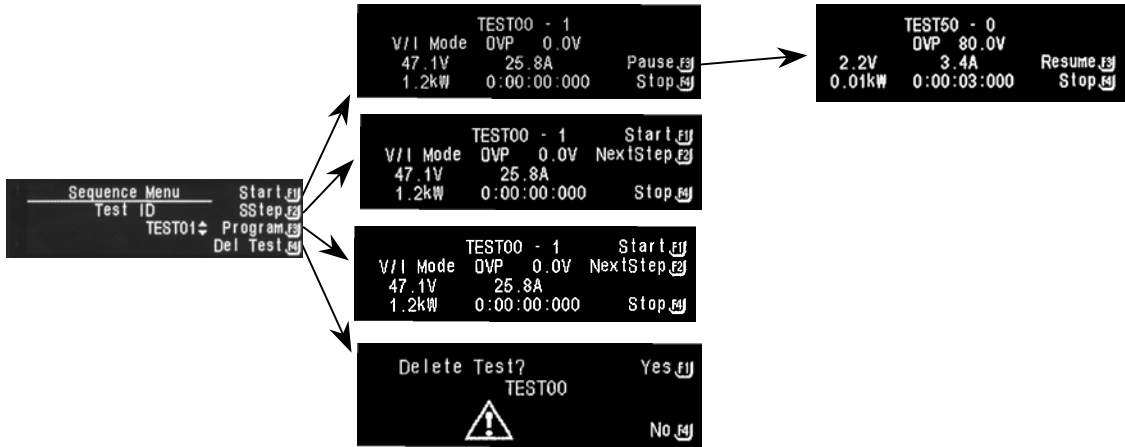 Sequence Menu Start F1
Test ID SStep F2
TEST01 Program F3
Del Test F4
TEST00 - 1
V/I Mode OVP 0.0V
47.1V 25.8A Pause F3
1.2kW 0:00:00:000 Stop F4
TEST50 - 0
OVP 80.0V
2.2V 3.4A Resume F3
0.01kW 0:00:03:000 Stop F4
TEST00 - 1 Start F1
V/I Mode OVP 0.0V NextStep F2
47.1V 25.8A
1.2kW 0:00:00:000 Stop F4
TEST00 - 1 Start F1
V/I Mode OVP 0.0V NextStep F2
47.1V 25.8A
1.2kW 0:00:00:000 Stop F4
Delete Test? Yes F1
TEST00
No F4